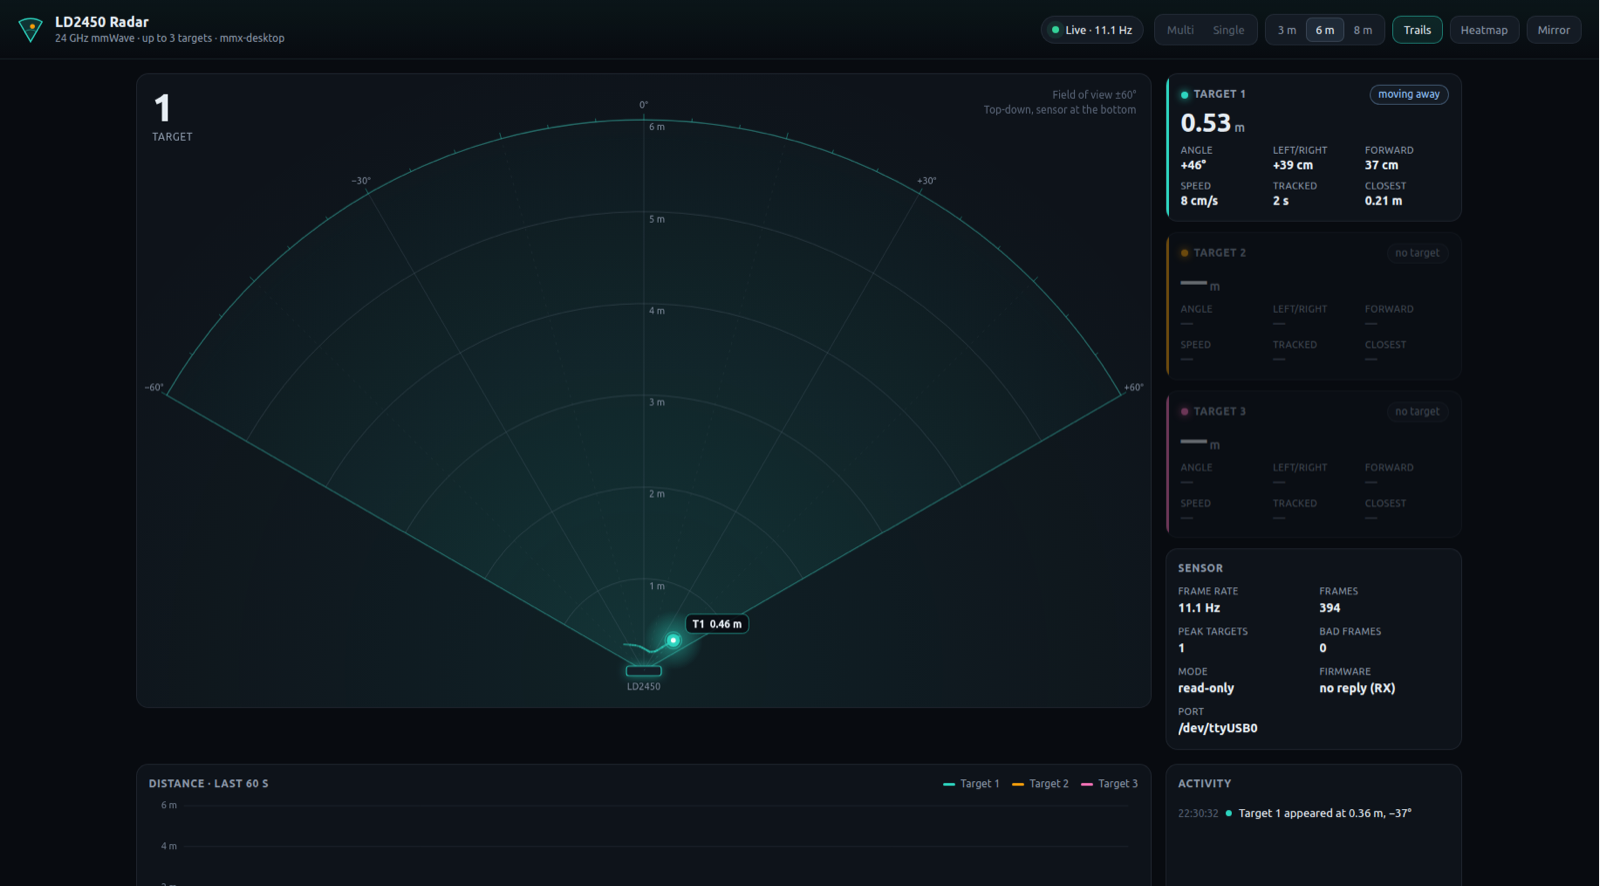 LD2450 Radar
24 GHz mmWave · up to 3 targets · mmx-desktop
Live · 11.1 Hz
Multi Single
3 m 6 m 8 m
Trails
Heatmap
Mirror
1
TARGET
Field of view ±60°
Top-down, sensor at the bottom
0°
6 m
−30°
+30°
5 m
4 m
−60°
+60°
3 m
2 m
1 m
T1 0.46 m
LD2450
TARGET 1
moving away
0.53 m
ANGLE LEFT/RIGHT FORWARD
+46° +39 cm 37 cm
SPEED TRACKED CLOSEST
8 cm/s 2 s 0.21 m
TARGET 2
no target
— m
ANGLE LEFT/RIGHT FORWARD
— — —
SPEED TRACKED CLOSEST
— — —
TARGET 3
no target
— m
ANGLE LEFT/RIGHT FORWARD
— — —
SPEED TRACKED CLOSEST
— — —
SENSOR
FRAME RATE FRAMES
11.1 Hz 394
PEAK TARGETS BAD FRAMES
1 0
MODE FIRMWARE
read-only no reply (RX)
PORT
/dev/ttyUSB0
DISTANCE · LAST 60 S
Target 1 Target 2 Target 3
6 m
4 m
ACTIVITY
22:30:32 Target 1 appeared at 0.36 m, −37°